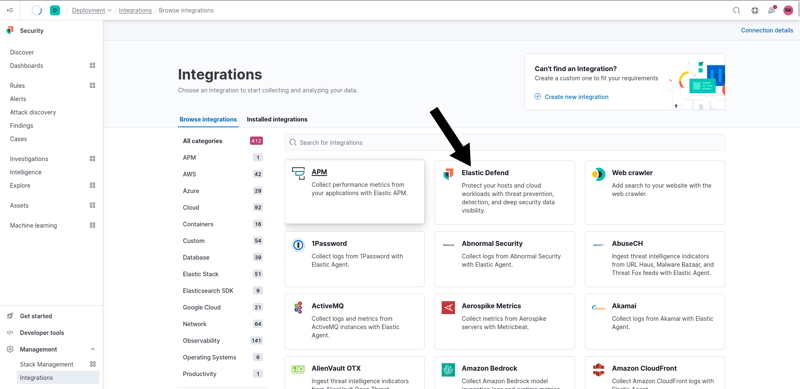 D Deployment Integrations Browse integrations RK
Security
Connection details
Discover
Dashboards
Rules
Alerts
Attack discovery
Findings
Cases
Investigations
Intelligence
Explore
Assets
Machine learning
Get started
Developer tools
Management
Stack Management
Integrations
Integrations
Choose an integration to start collecting and analyzing your data.
Can't find an Integration?
Create a custom one to fit your requirements
Create new integration
Browse integrations Installed integrations
All categories 412
APM 1
AWS 42
Azure 29
Cloud 92
Containers 16
Custom 54
Database 39
Elastic Stack 51
Elasticsearch SDK 9
Google Cloud 21
Network 64
Observability 141
Operating Systems 6
Productivity 1
Search for integrations
APM
Collect performance metrics from
your applications with Elastic APM.
Elastic Defend
Protect your hosts and cloud
workloads with threat prevention,
detection, and deep security data
visibility.
Web crawler
Add search to your website with the
web crawler.
1Password
Collect logs from 1Password with
Elastic Agent.
Abnormal Security
Collect logs from Abnormal Security
with Elastic Agent.
AbuseCH
Ingest threat intelligence indicators
from URL Haus, Malware Bazaar, and
Threat Fox feeds with Elastic Agent.
ActiveMQ
Collect logs and metrics from
ActiveMQ instances with Elastic
Agent.
Aerospike Metrics
Collect metrics from Aerospike
servers with Metricbeat.
Akamai
Collect logs from Akamai with Elastic
Agent.
AlienVault OTX
Ingest threat intelligence indicators
Amazon Bedrock
Collect Amazon Bedrock model
Amazon CloudFront
Collect Amazon CloudFront logs with